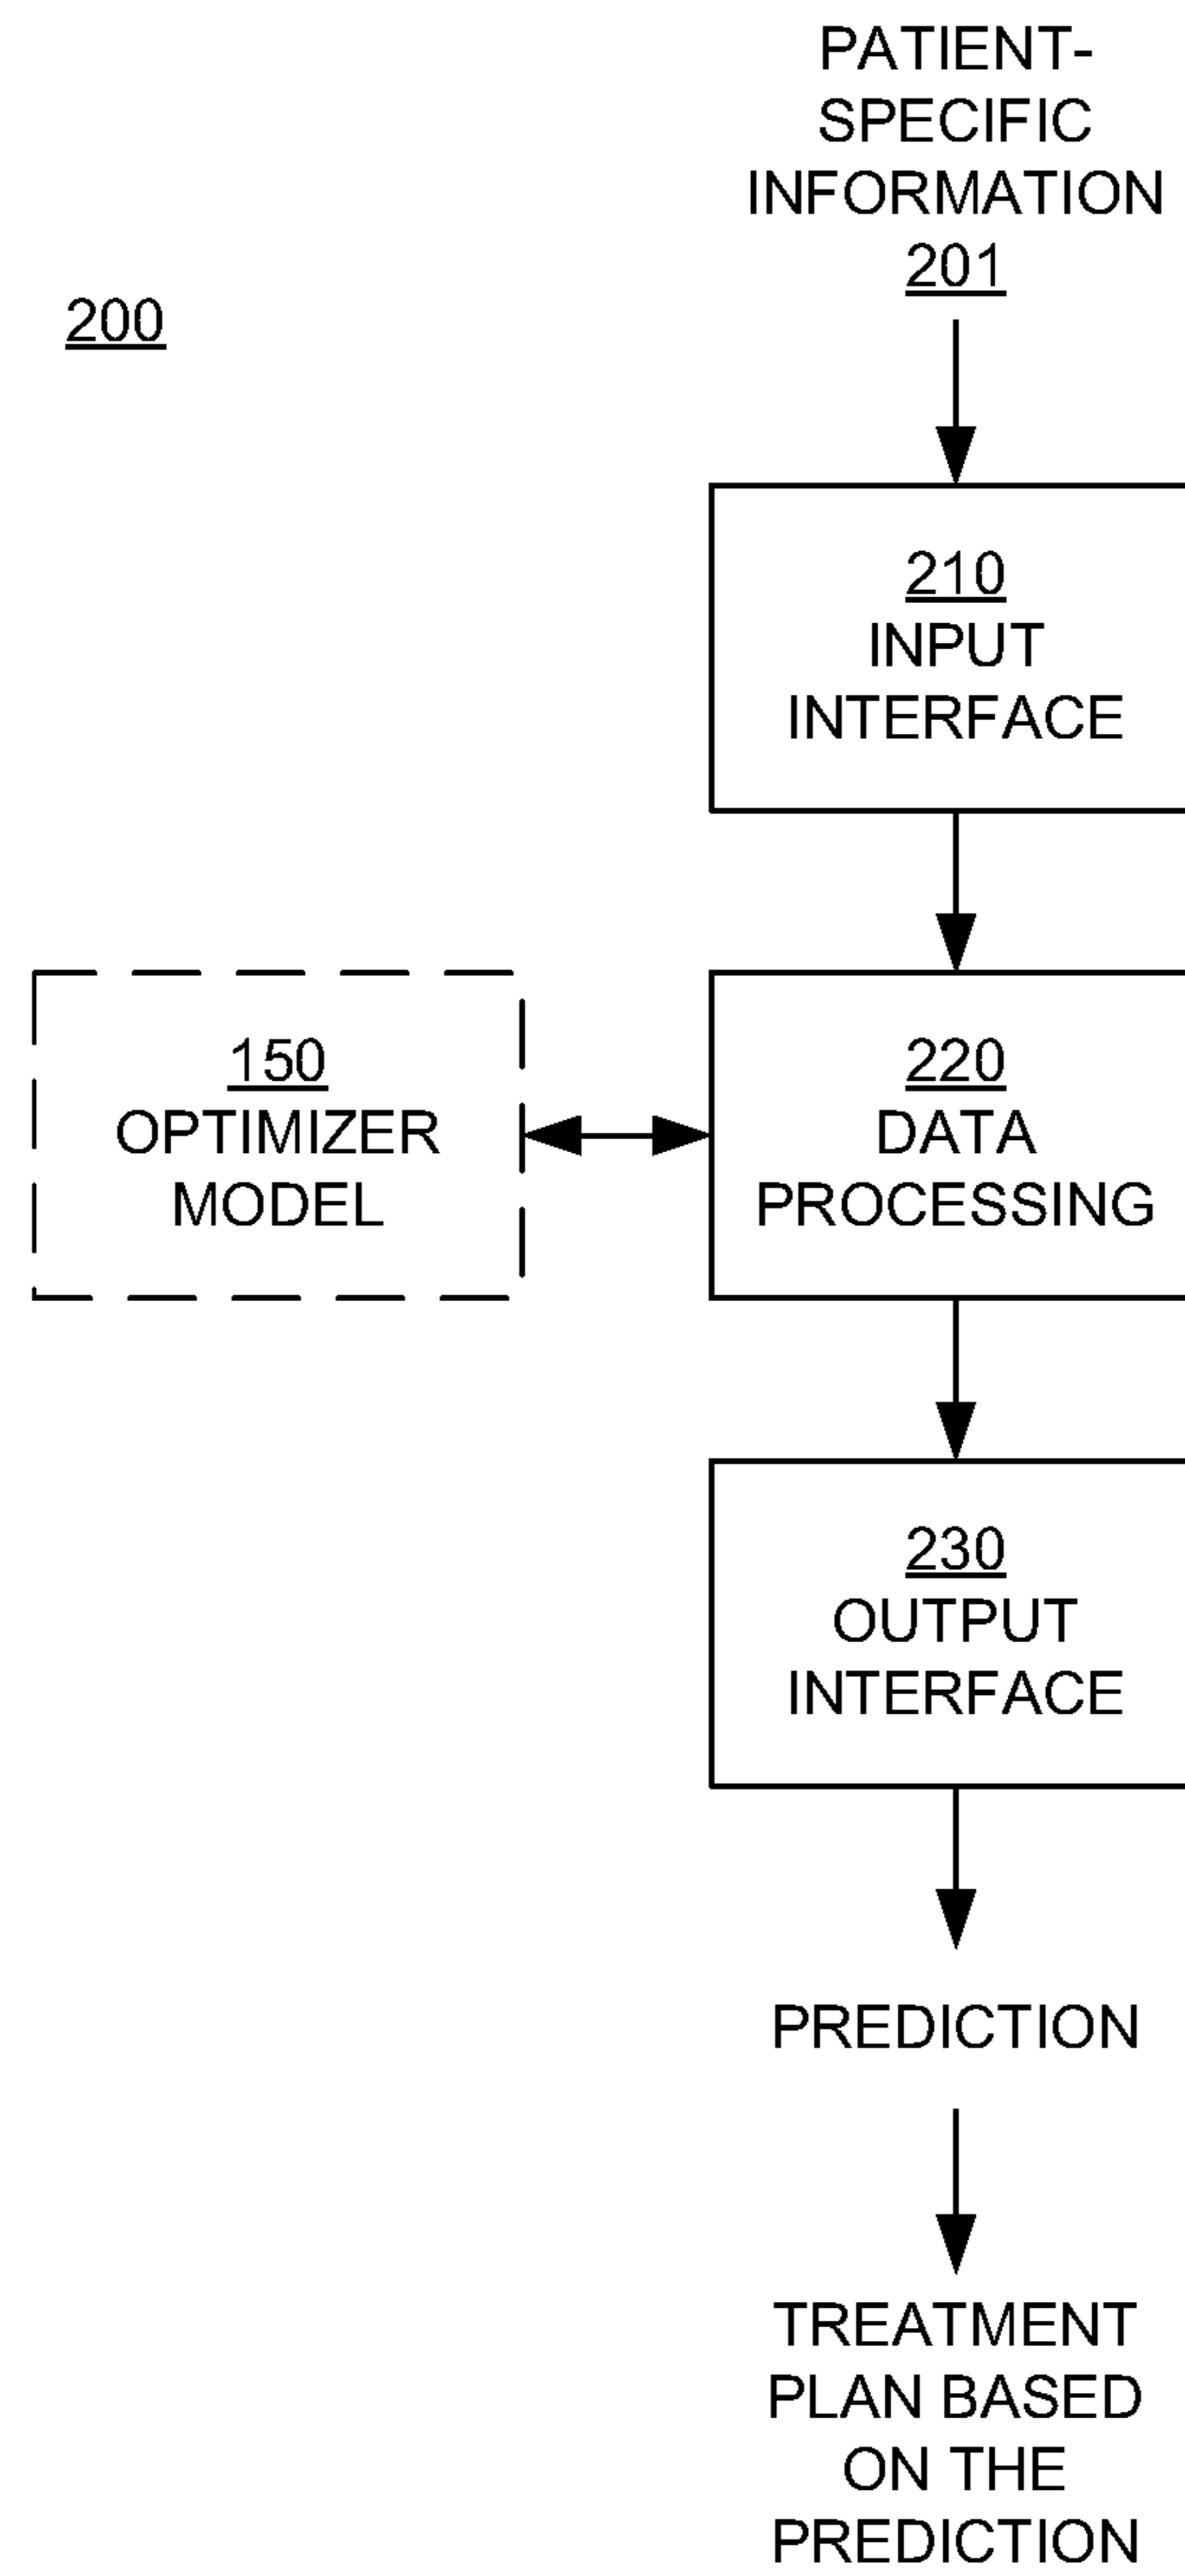 PATIENT-
SPECIFIC
INFORMATION
201
200
210
INPUT
INTERFACE
150
OPTIMIZER
MODEL
220
DATA
PROCESSING
230
OUTPUT
INTERFACE
PREDICTION
TREATMENT
PLAN BASED
ON THE
PREDICTION